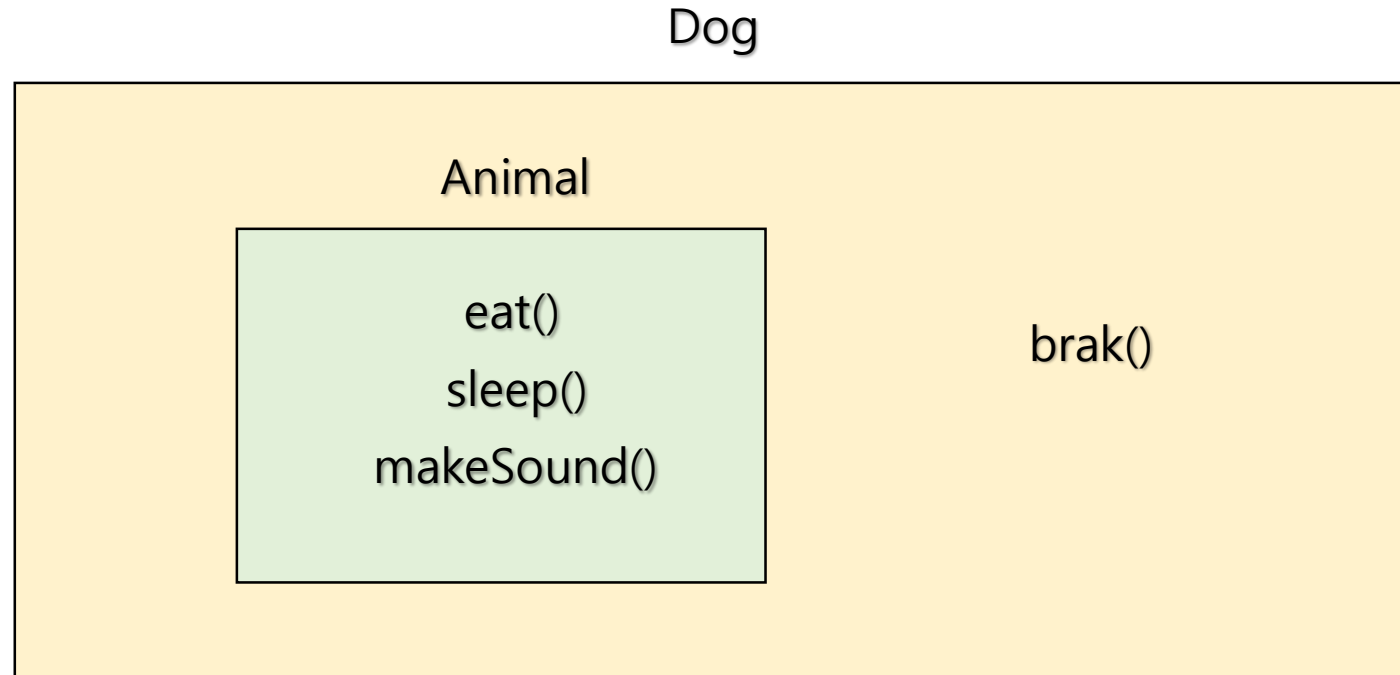 Dog
Animal
eat()
sleep()
makeSound()
brak()